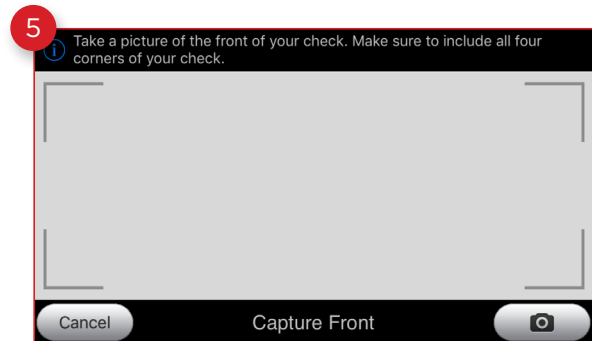 5
Take a picture of the front of your check. Make sure to include all four
corners of your check.
Cancel
Capture Front